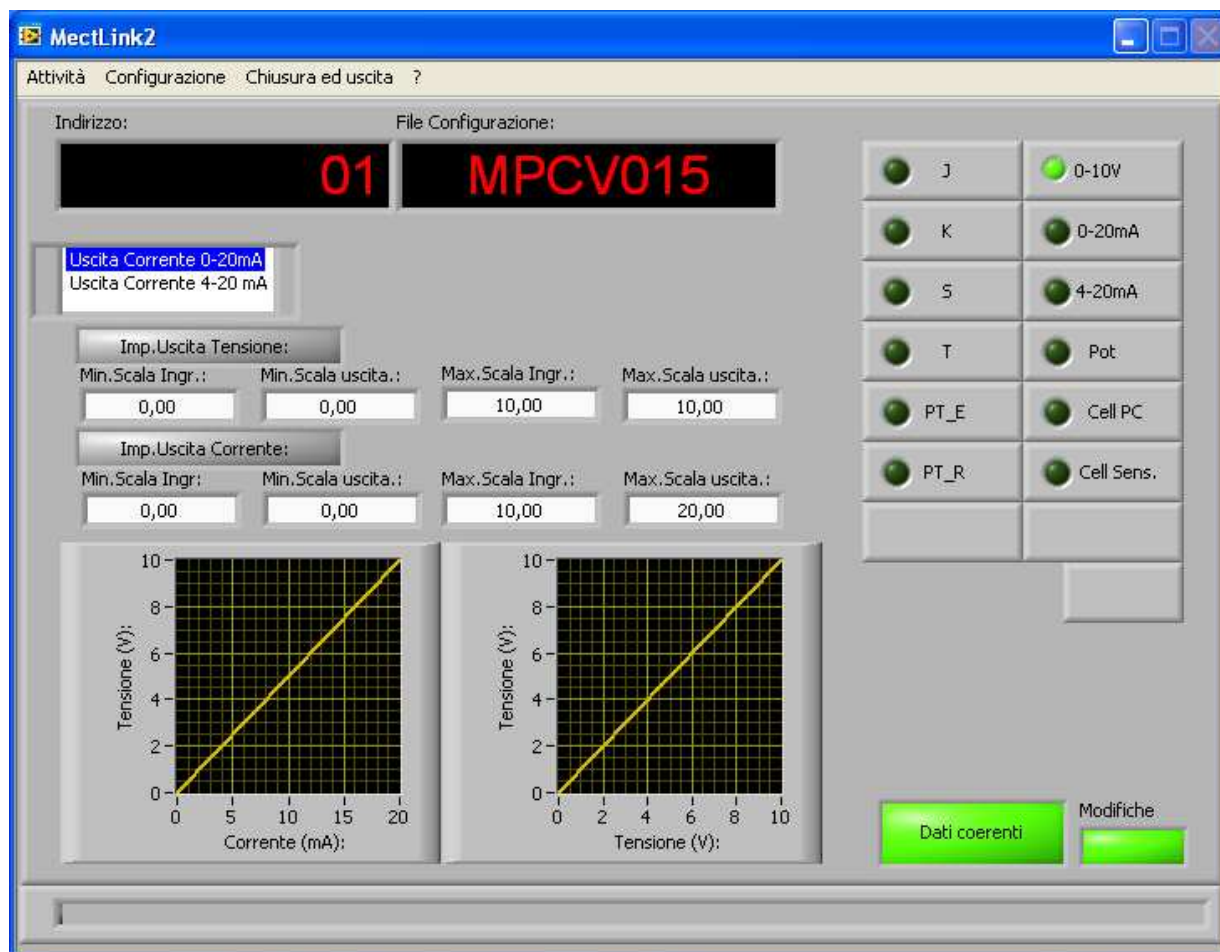 MectLink2
Attività Configurazione Chiusura ed uscita ?
Indirizzo: File Configurazione:
01 MPCV015
Uscita Corrente 0-20mA
Uscita Corrente 4-20 mA
Imp.Uscita Tensione:
Min.Scala Ingr.: Min.Scala uscita.: Max.Scala Ingr.: Max.Scala uscita.:
0,00 0,00 10,00 10,00
Imp.Uscita Corrente:
Min.Scala Ingr: Min.Scala uscita.: Max.Scala Ingr.: Max.Scala uscita.:
0,00 0,00 10,00 20,00
Tensione (V):
10
8
6
4
2
0
0 5 10 15 20
Corrente (mA):
Tensione (V):
10
8
6
4
2
0
0 2 4 6 8 10
Tensione (V):
J 0-10V
K 0-20mA
S 4-20mA
T Pot
PT_E Cell PC
PT_R Cell Sens.
Dati coerenti
Modifiche